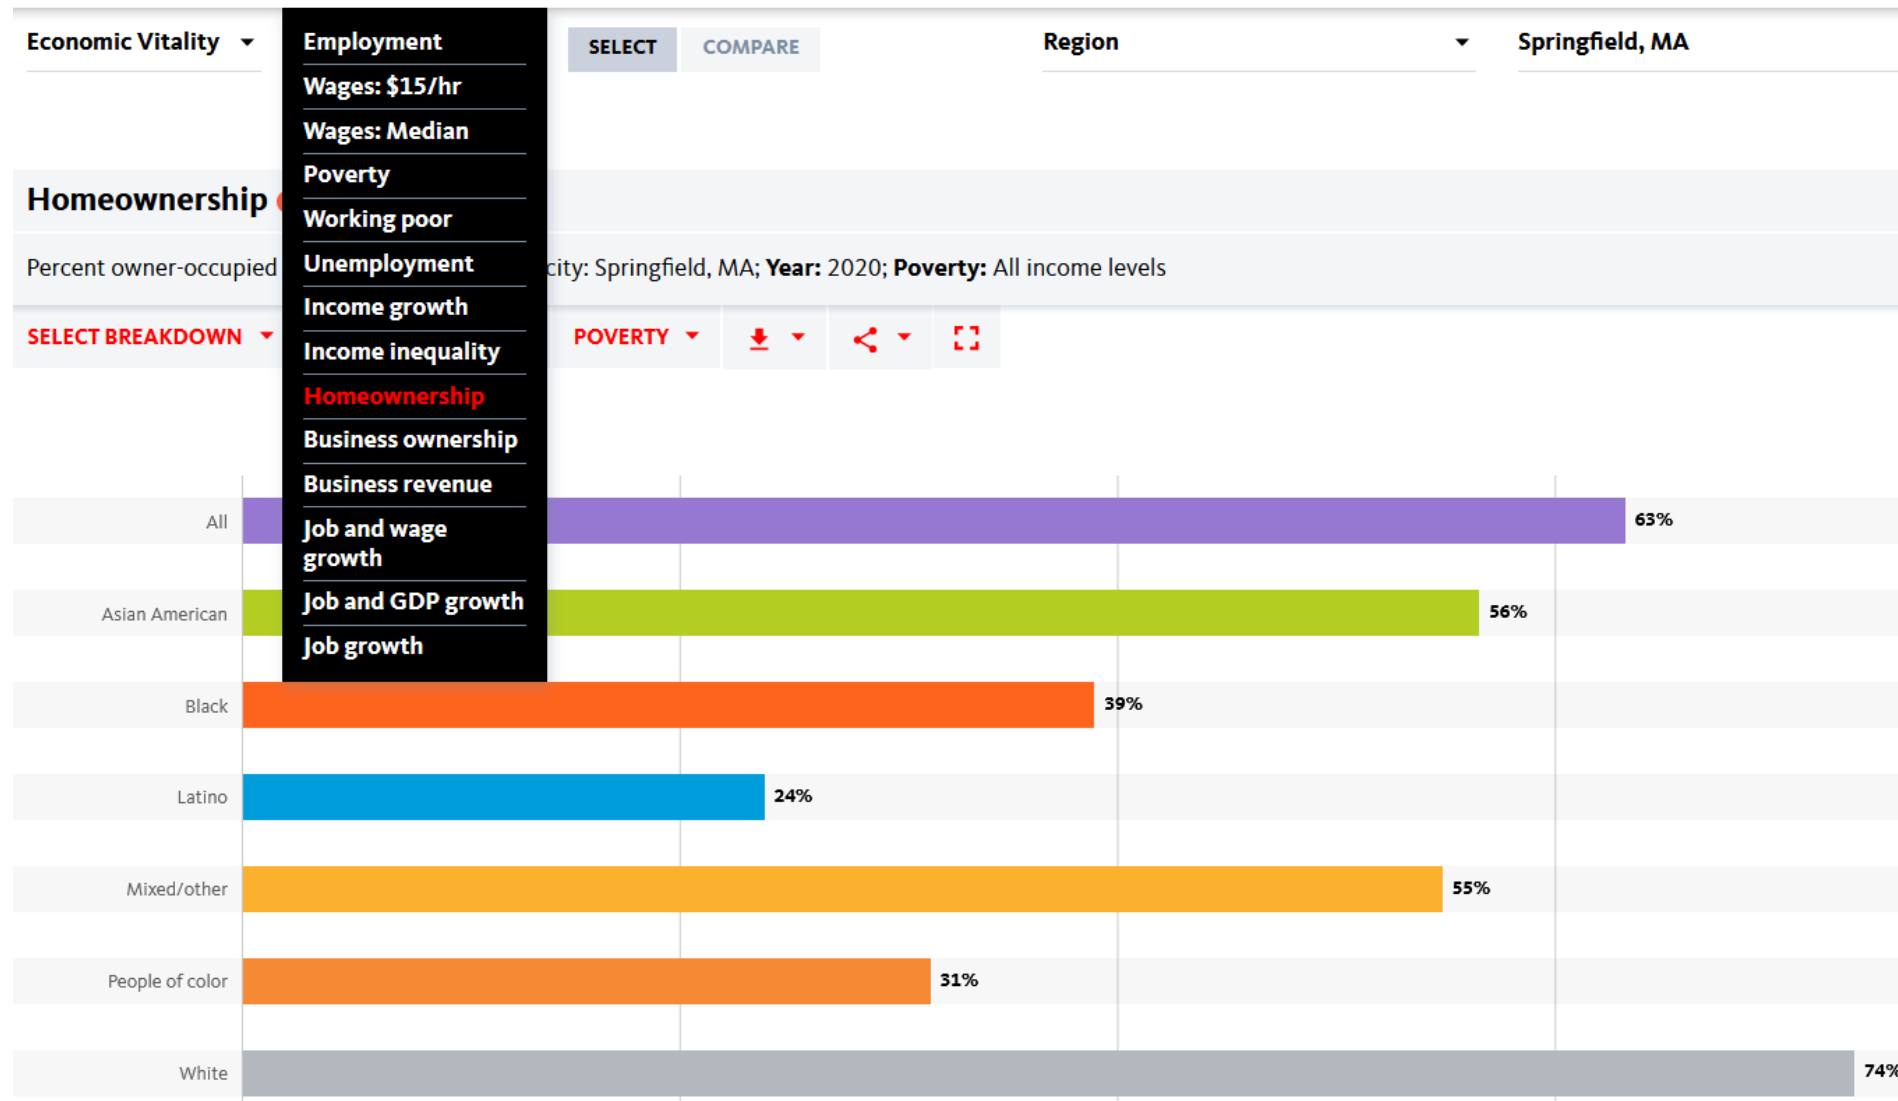 Economic Vitality
Employment
Wages: $15/hr
Wages: Median
Poverty
Working poor
Unemployment
Income growth
Income inequality
Homeownership
Business ownership
Business revenue
Job and wage
growth
Job and GDP growth
Job growth
SELECT
COMPARE
Region
Springfield, MA
Homeownership
Percent owner-occupied
city: Springfield, MA; Year: 2020; Poverty: All income levels
SELECT BREAKDOWN
POVERTY
All
63%
Asian American
56%
Black
39%
Latino
24%
Mixed/other
55%
People of color
31%
White
74%